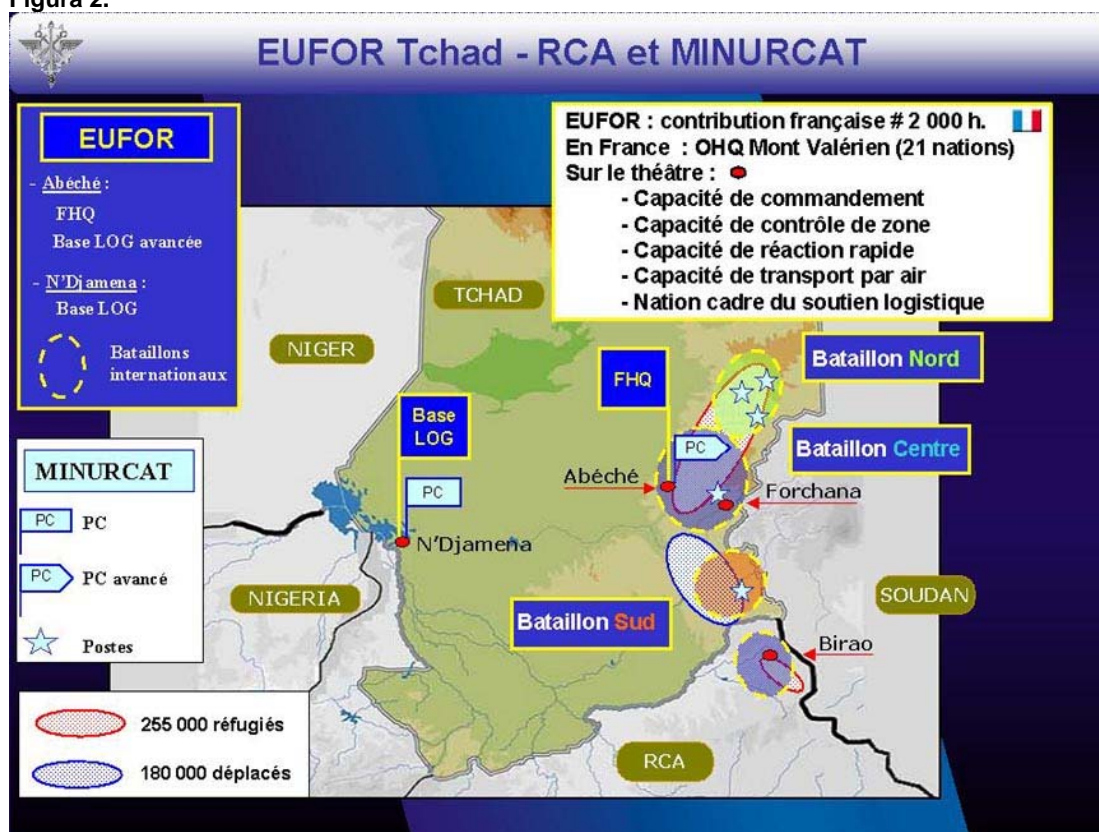 Figura 2.
EUFOR Tchad - RCA et MINURCAT
EUFOR
- Abéché :
FHQ
Base LOG avancée
- N'Djamena :
Base LOG
Bataillons
internationaux
EUFOR : contribution française # 2 000 h.
En France : OHQ Mont Valérien (21 nations)
Sur le théâtre :
- Capacité de commandement
- Capacité de contrôle de zone
- Capacité de réaction rapide
- Capacité de transport par air
- Nation cadre du soutien logistique
TCHAD
NIGER
FHQ
Bataillon Nord
Base
LOG
PC
Bataillon Centre
Abéché
Forchana
PC
N'Djamena
MINURCAT
PC PC
PC PC avancé
Postes
NIGERIA
SOUDAN
Bataillon Sud
Birao
RCA
255 000 réfugiés
180 000 déplacés